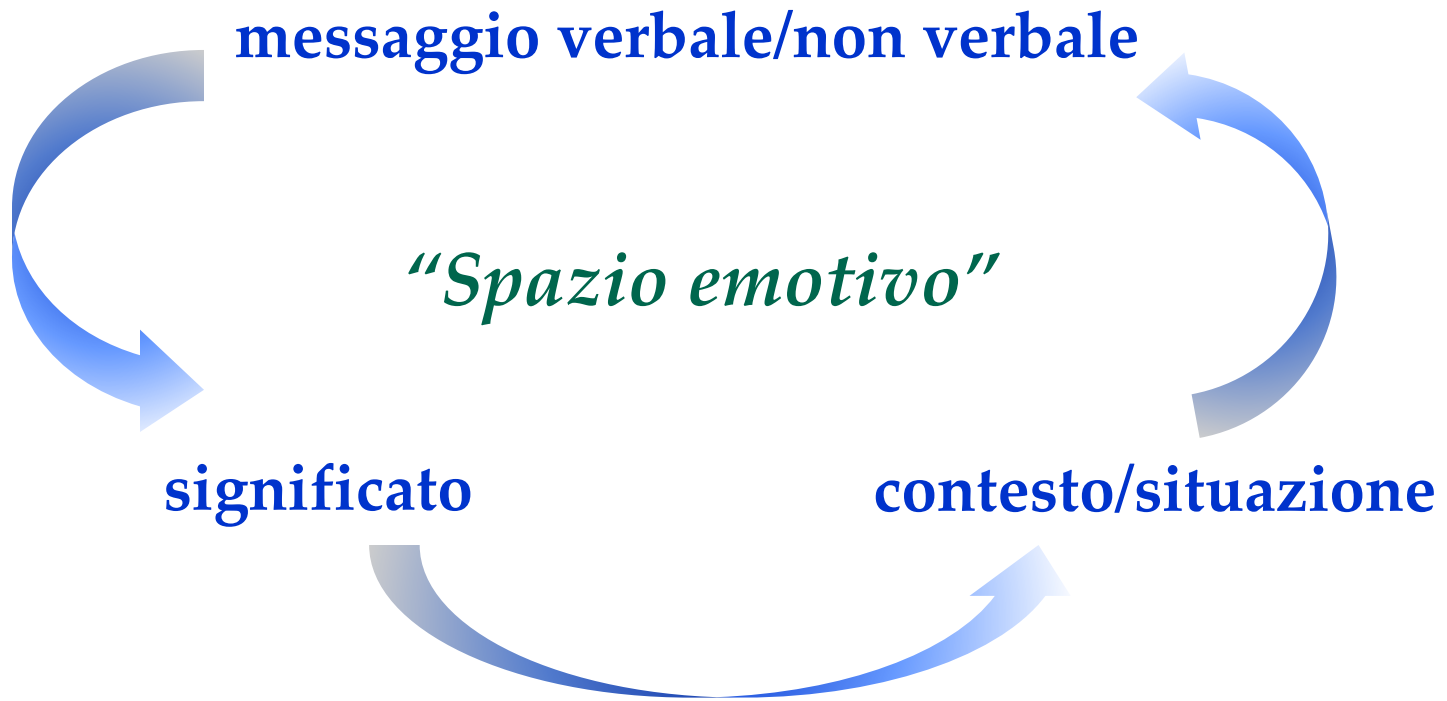 messaggio verbale/non verbale
“Spazio emotivo”
significato
contesto/situazione